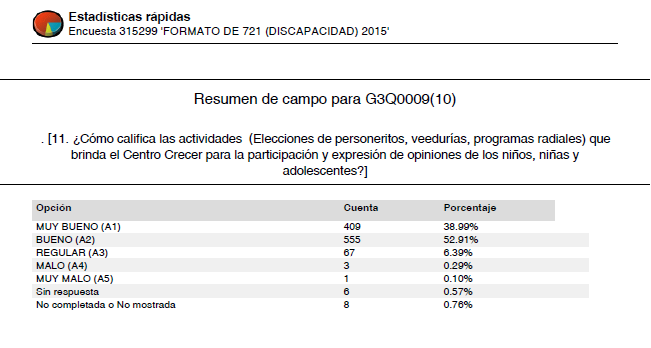 Estadísticas rápidas
Encuesta 315299 'FORMATO DE 721 (DISCAPACIDAD) 2015'
Resumen de campo para G3Q0009(10)
. [11. ¿Cómo califica las actividades (Elecciones de personeritos, veedurías, programas radiales) que
brinda el Centro Crecer para la participación y expresión de opiniones de los niños, niñas y
adolescentes?]
Opción Cuenta Porcentaje
MUY BUENO (A1) 409 38.99%
BUENO (A2) 555 52.91%
REGULAR (A3) 67 6.39%
MALO (A4) 3 0.29%
MUY MALO (A5) 1 0.10%
Sin respuesta 6 0.57%
No completada o No mostrada 8 0.76%